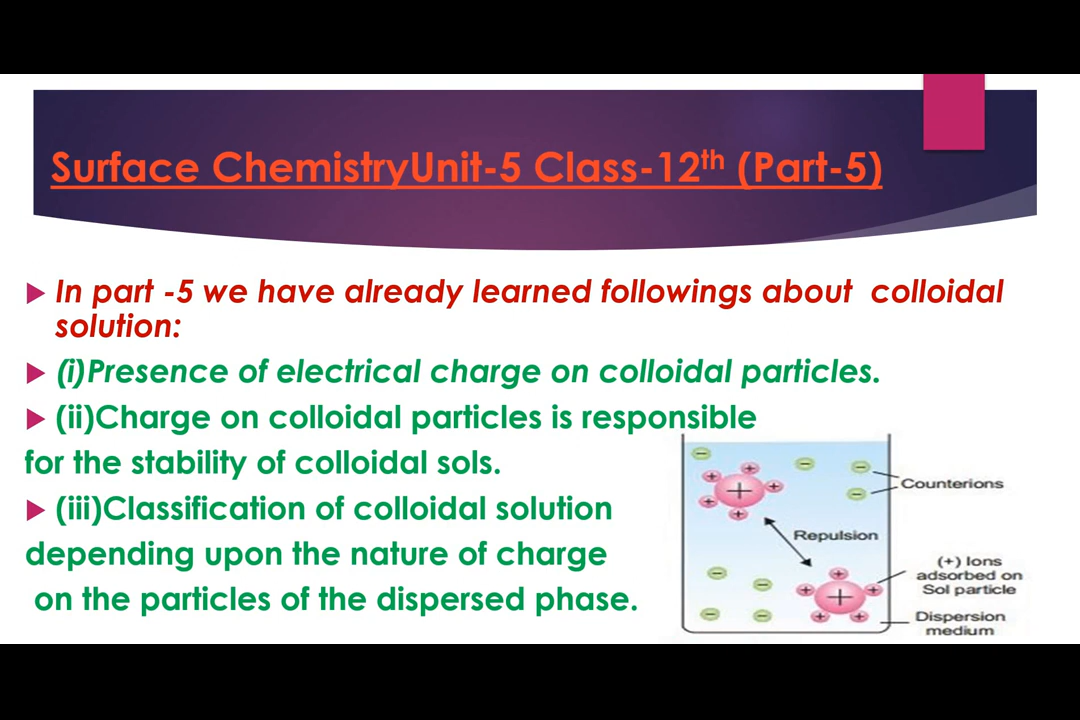 Surface ChemistryUnit-5 Class-12th (Part-5)
In part -5 we have already learned followings about colloidal
solution:
(i)Presence of electrical charge on colloidal particles.
(ii)Charge on colloidal particles is responsible
for the stability of colloidal sols.
(iii)Classification of colloidal solution
depending upon the nature of charge
on the particles of the dispersed phase.
Counterions
Repulsion
(+) Ions
adsorbed on
Sol particle
Dispersion
medium